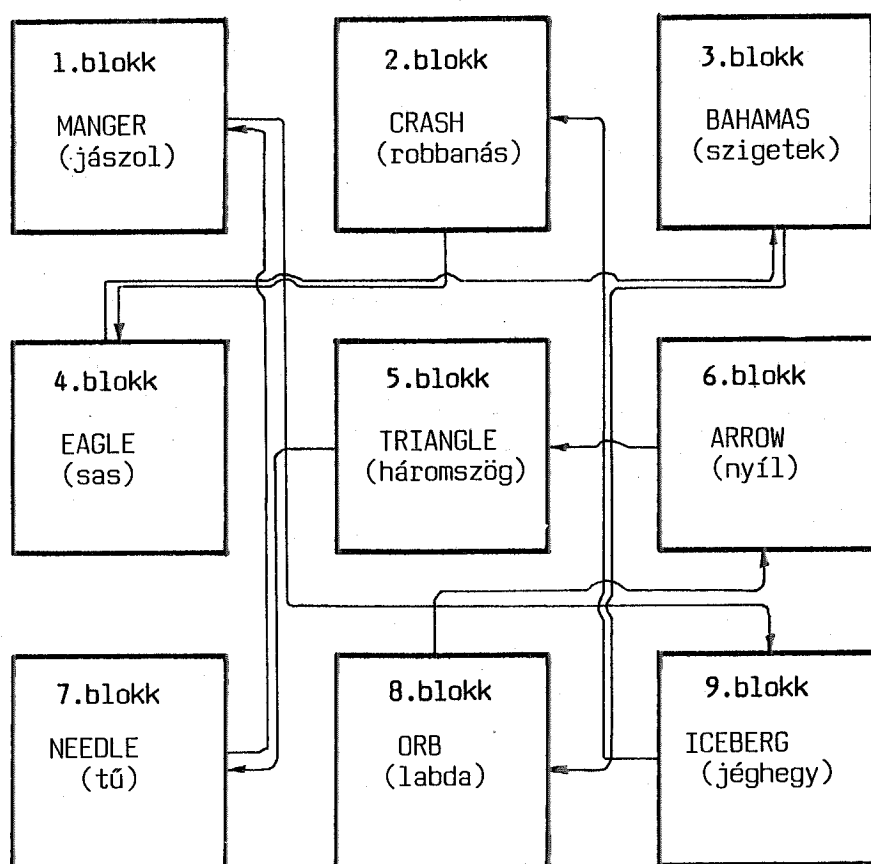 1.blokk
MANGER
(jászol)
2.blokk
CRASH
(robbanás)
3.blokk
BAHAMAS
(szigetek)
4.blokk
EAGLE
(sas)
5.blokk
TRIANGLE
(háromszög)
6.blokk
ARROW
(nyíl)
7.blokk
NEEDLE
(tű)
8.blokk
ORB
(labda)
9.blokk
ICEBERG
(jéghegy)